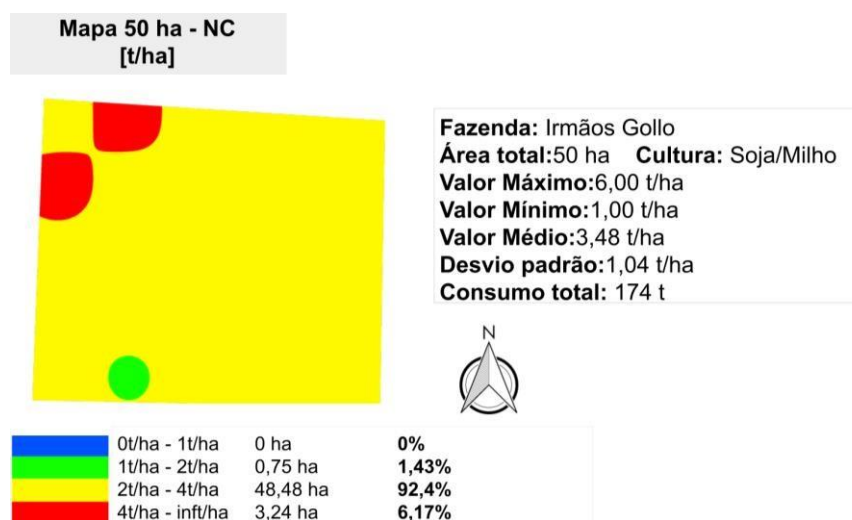 Mapa 50 ha - NC
[t/ha]
Fazenda: Irmãos Gollo
Área total:50 ha Cultura: Soja/Milho
Valor Máximo:6,00 t/ha
Valor Mínimo:1,00 t/ha
Valor Médio:3,48 t/ha
Desvio padrão:1,04 t/ha
Consumo total: 174 t
N
0t/ha - 1t/ha 0 ha 0%
1t/ha - 2t/ha 0,75 ha 1,43%
2t/ha - 4t/ha 48,48 ha 92,4%
4t/ha - inft/ha 3,24 ha 6,17%